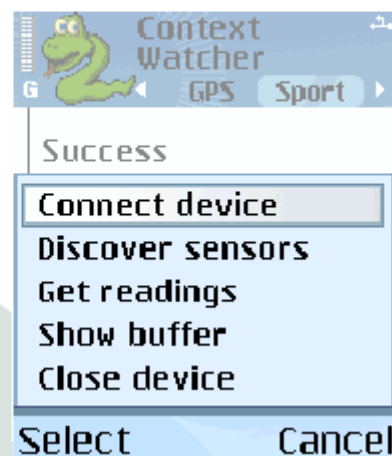 Context
Watcher
G GPS Sport
Success
Connect device
Discover sensors
Get readings
Show buffer
Close device
Select Cancel